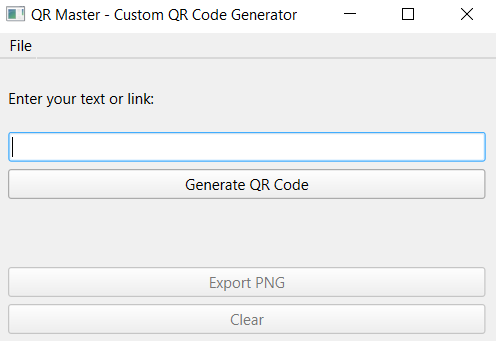 QR Master - Custom QR Code Generator
File
Enter your text or link:
Generate QR Code
Export PNG
Clear